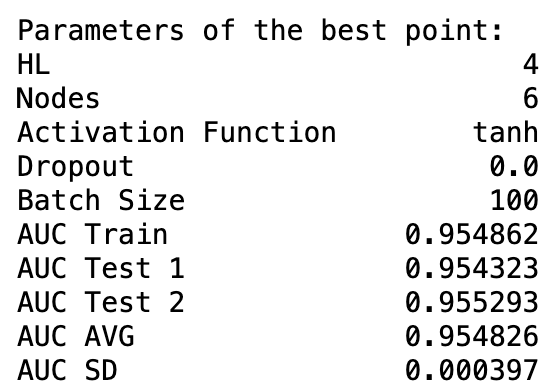 Parameters of the best point:
HL 4
Nodes 6
Activation Function tanh
Dropout 0.0
Batch Size 100
AUC Train 0.954862
AUC Test 1 0.954323
AUC Test 2 0.955293
AUC AVG 0.954826
AUC SD 0.000397